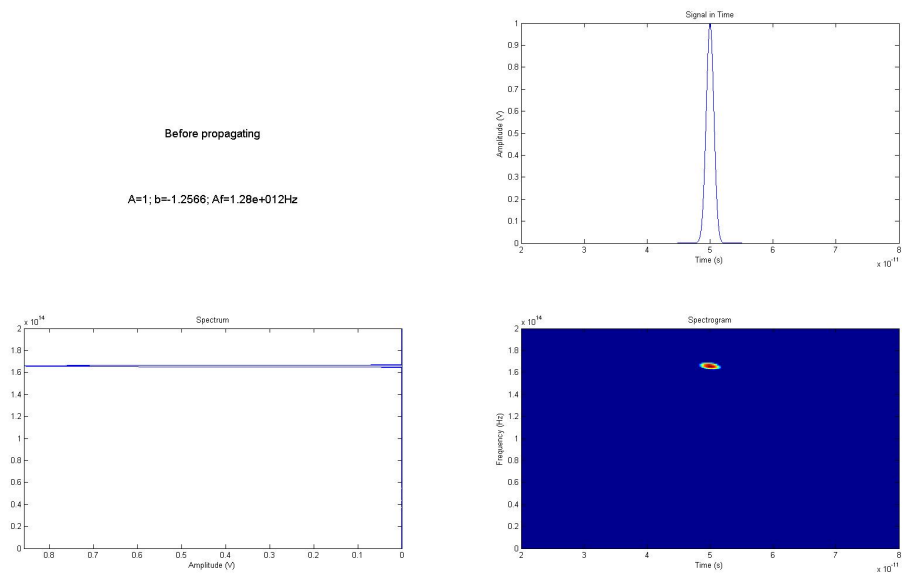 Before propagating
A=1; b=-1.2566; Af=1.28e+012Hz
Signal in Time
1
0.9
0.8
0.7
0.6
0.5
0.4
0.3
0.2
0.1
0
Amplitude (V)
2 3 4 5 6 7 8
Time (s)
x 10^-11
Spectrum
x 10^14
2
1.8
1.6
1.4
1.2
1
0.8
0.6
0.4
0.2
0
0.8 0.7 0.6 0.5 0.4 0.3 0.2 0.1 0
Amplitude (V)
Spectrogram
x 10^14
2
1.8
1.6
1.4
1.2
1
0.8
0.6
0.4
0.2
0
Frequency (Hz)
2 3 4 5 6 7 8
Time (s)
x 10^-11